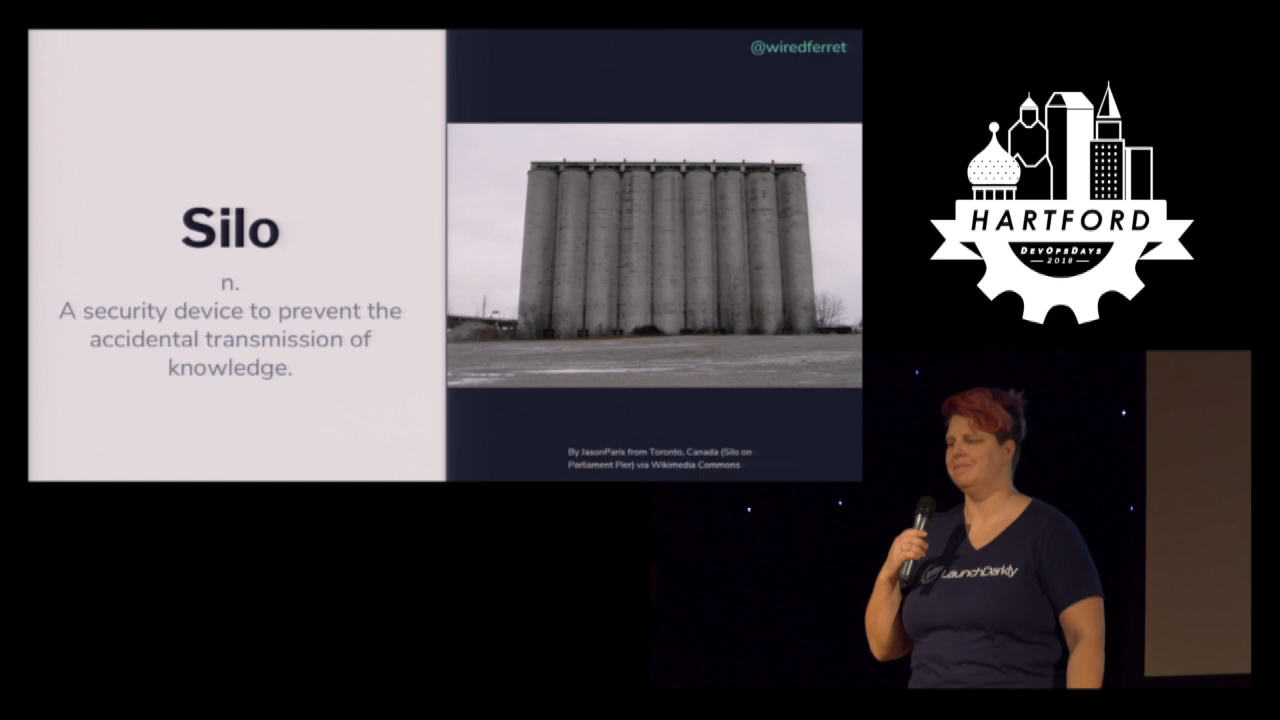 @wiredferret
Silo
n.
A security device to prevent the
accidental transmission of
knowledge.
By JasonParis from Toronto, Canada (Silo on
Parliament Pier) via Wikimedia Commons
HARTFORD
DEVOPSDAYS
2018
LaunchDarkly